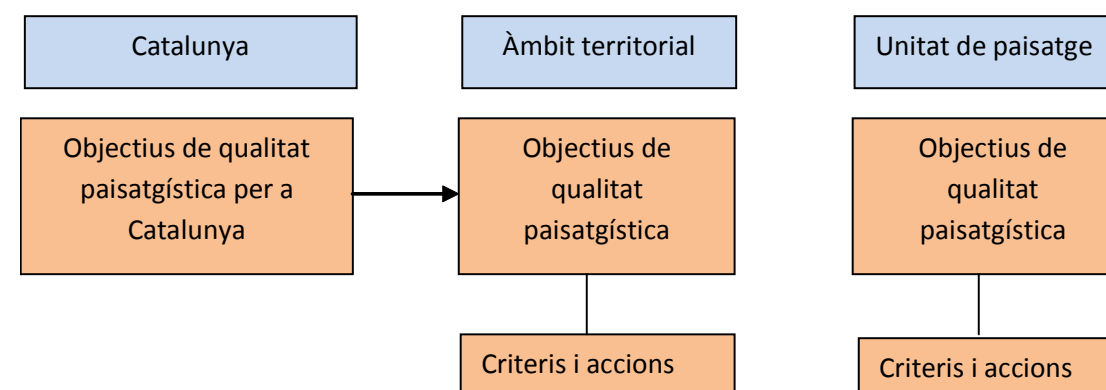 Catalunya
Àmbit territorial
Unitat de paisatge
Objectius de qualitat
paisatgística per a
Catalunya
Objectius de
qualitat
paisatgística
Objectius de
qualitat
paisatgística
Criteris i accions
Criteris i accions